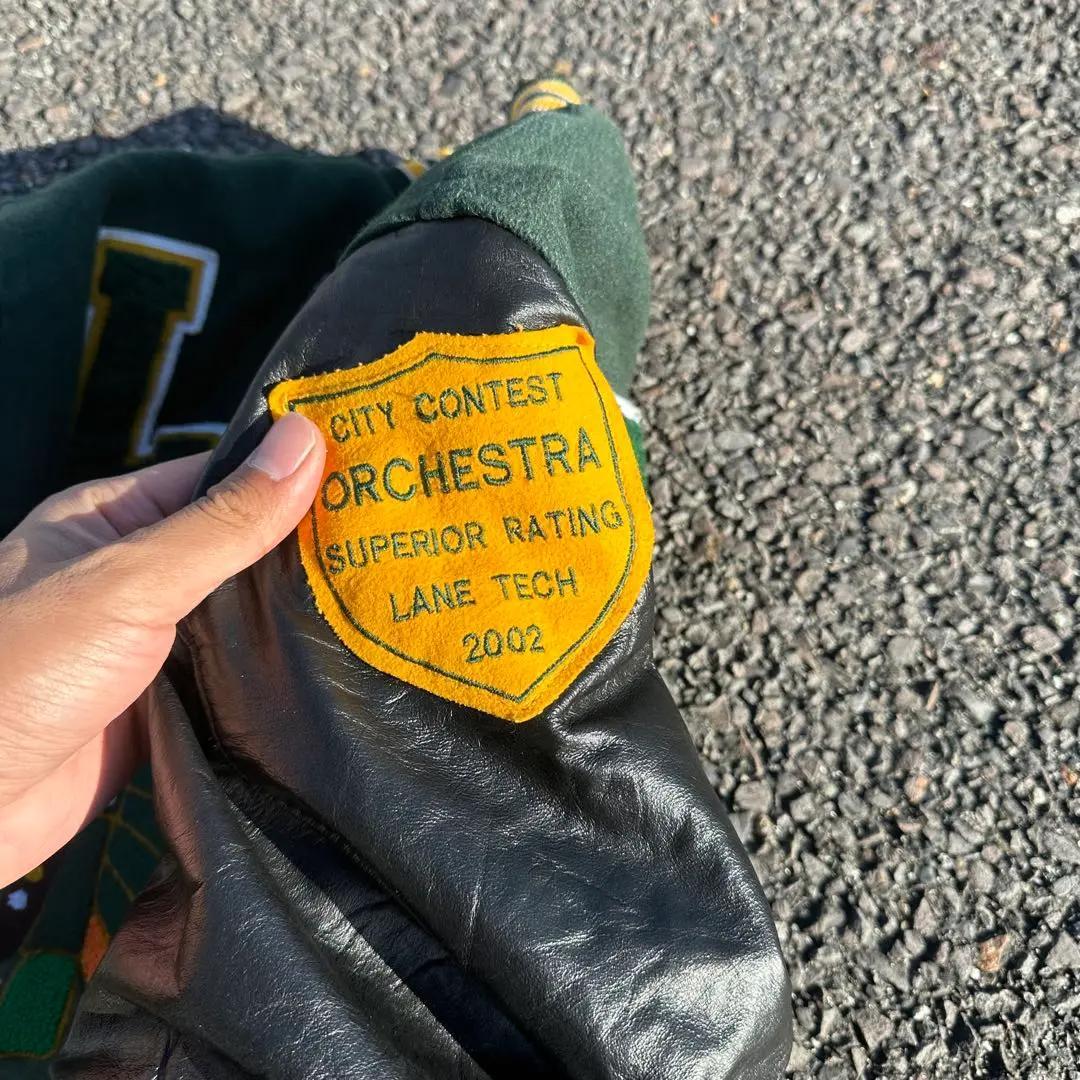 L
CITY CONTEST
ORCHESTRA
SUPERIOR RATING
LANE TECH
2002